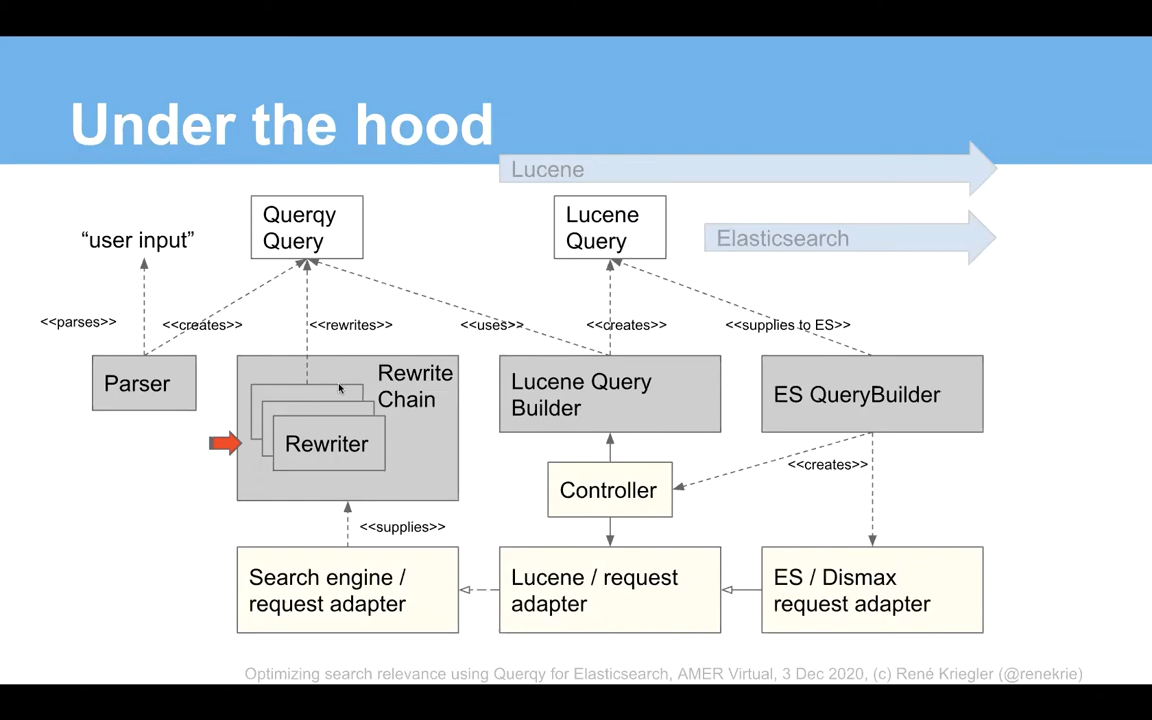 Under the hood
Lucene
Querqy
Query
Lucene
Query
Elasticsearch
“user input”
<<parses>>
<<creates>>
<<rewrites>>
<<uses>>
<<creates>>
<<supplies to ES>>
Parser
Rewrite
Chain
Rewriter
Lucene Query
Builder
ES QueryBuilder
<<creates>>
Controller
<<supplies>>
Search engine /
request adapter
Lucene / request
adapter
ES / Dismax
request adapter
Optimizing search relevance using Querqy for Elasticsearch, AMER Virtual, 3 Dec 2020, (c) René Kriegler (@renekrie)